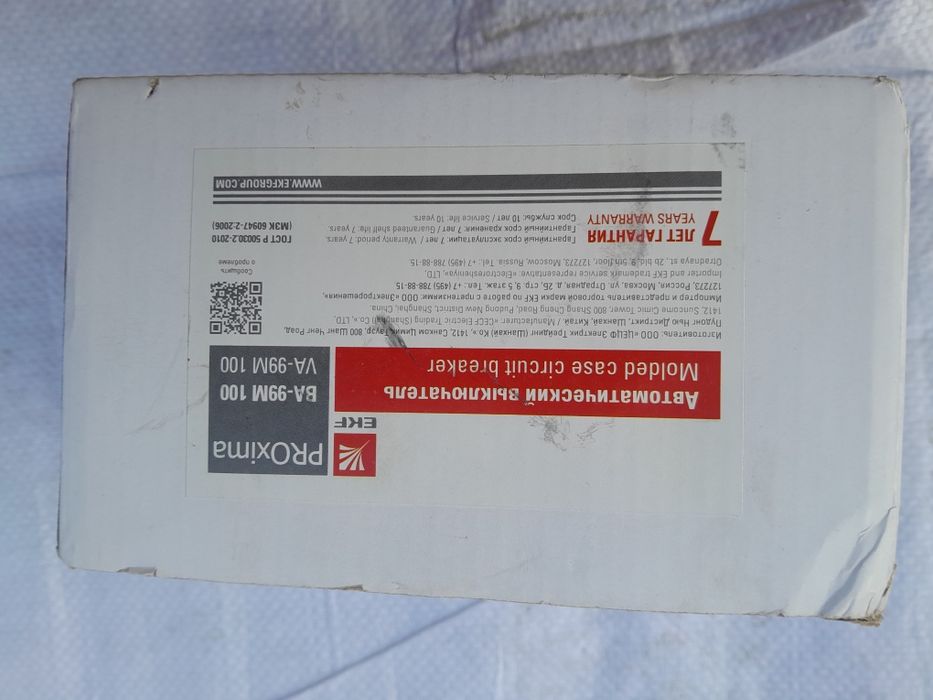 PROxima
EKF
ВА-99М 100
VA-99M 100
Автоматический выключатель
Molded case circuit breaker
Изготовитель: ООО «ЦЕЦФ Электрик Трейдинг (Шанхай) Ко.», 1412, Санком Цимик Тауэр, 800 Шанг Ченг Роад,
Пудонг Нью Дистрикт, Шанхай, Китай / Manufacturer: «CECF Electric Trading (Shanghai) Co.», LTD.,
1412, Suncome Cimic Tower, 800 Shang Cheng Road, Pudong New District, Shanghai, China.
Импортер и представитель торговой марки EKF по работе с претензиями: ООО «Электрорешения»,
127273, Россия, Москва, ул. Отрадная, д. 2б, стр. 9, 5 этаж. Тел.: +7 (495) 788-88-15.
Importer and EKF trademark service representative: «Electroresheniya», LTD,
Otradnaya st., 2b bld. 9, 5th floor, 127273, Moscow, Russia. Tel.: +7 (495) 788-88-15.
Сообщить
о проблеме
7 ЛЕТ ГАРАНТИЯ
YEARS WARRANTY
Гарантийный срок эксплуатации: 7 лет / Warranty period: 7 years.
Гарантийный срок хранения: 7 лет / Guaranteed shelf life: 7 years.
Срок службы: 10 лет / Service life: 10 years.
ГОСТ Р 50030.2-2010
(МЭК 60947-2:2006)
WWW.EKFGROUP.COM